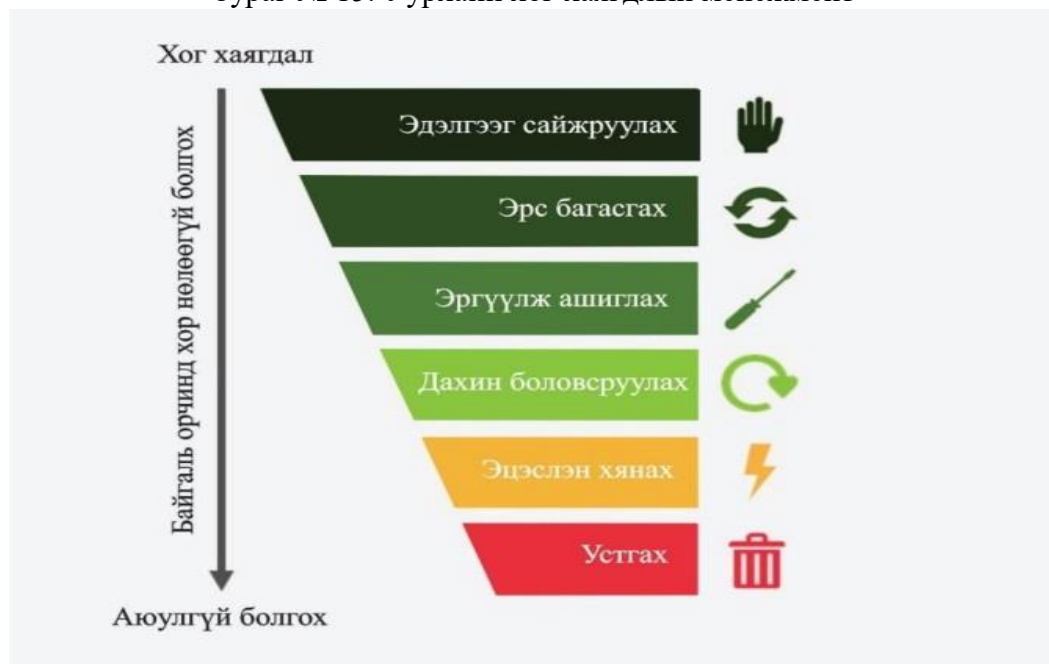 Хог хаягдал
Байгаль орчинд хор нөлөөгүй болгох
Эдэлгээг сайжруулах
Эрс багасгах
Эргүүлж ашиглах
Дахин боловсруулах
Эцэслэн хянах
Устгах
Аюулгүй болгох